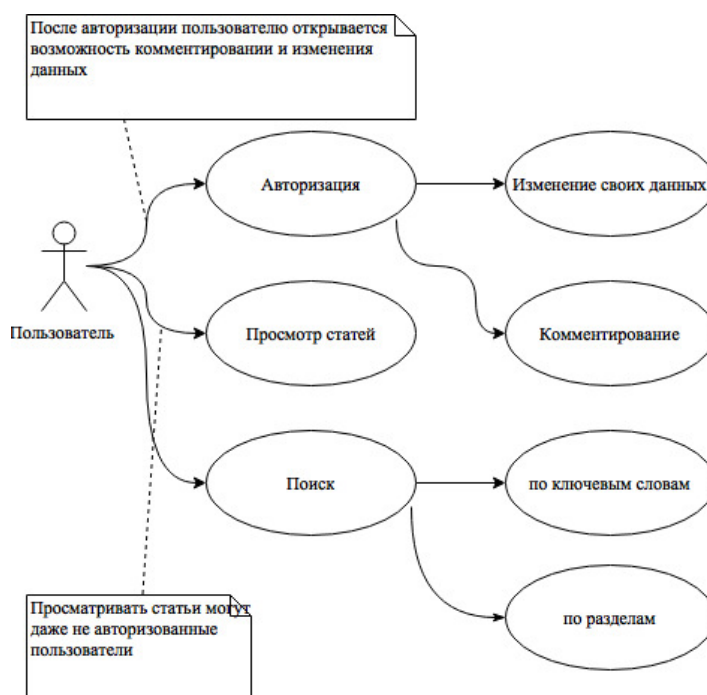 После авторизации пользователю открывается
возможность комментировании и изменения
данных
Авторизация
Изменение своих данных
Пользователь
Просмотр статей
Комментирование
Поиск
по ключевым словам
Просматривать статьи могут
даже не авторизованные
пользователи
по разделам